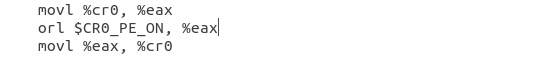 movl %cr0, %eax
orl $CR0_PE_ON, %eax
movl %eax, %cr0